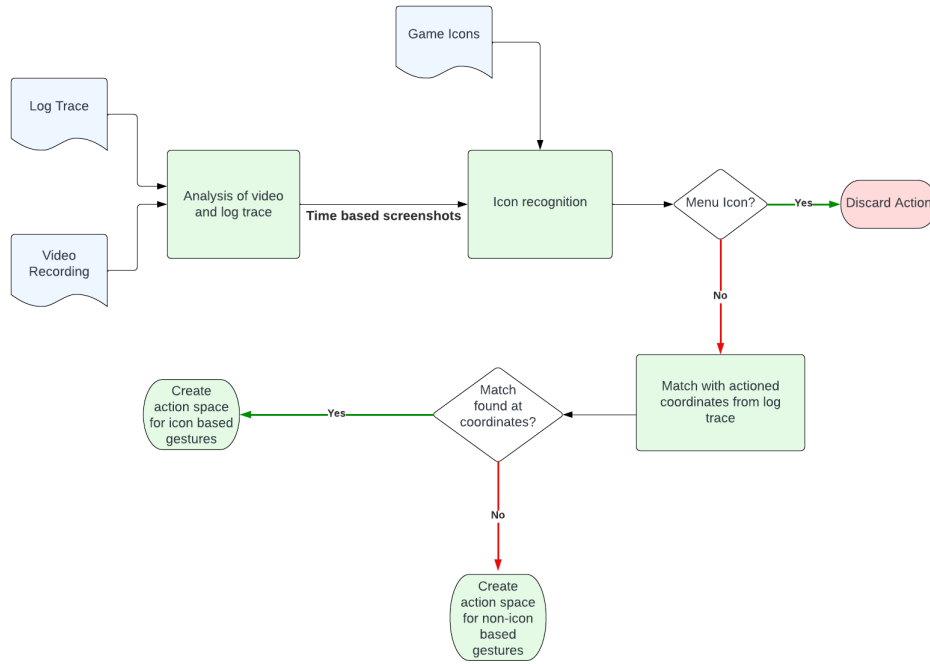 Game Icons
Log Trace
Analysis of video
and log trace
Time based screenshots
Icon recognition
Menu Icon?
Yes
Discard Action
Video
Recording
No
Match with actioned
coordinates from log
trace
Match
found at
coordinates?
Yes
Create
action space
for icon based
gestures
No
Create
action space
for non-icon
based
gestures